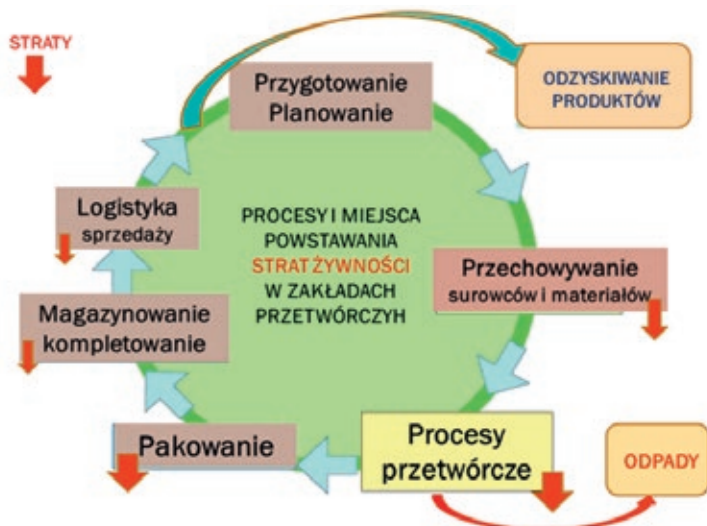 STRATY
Przygotowanie
Planowanie
ODZYSKIWANIE
PRODUKTÓW
Logistyka
sprzedaży
PROCESY I MIEJSCA
POWSTAWANIA
STRAT ŻYWNOŚCI
W ZAKŁADACH
PRZETWÓRCZYH
Przechowywanie
surowców i materiałów
Magazynowanie
kompletowanie
Pakowanie
Procesy
przetwórcze
ODPADY